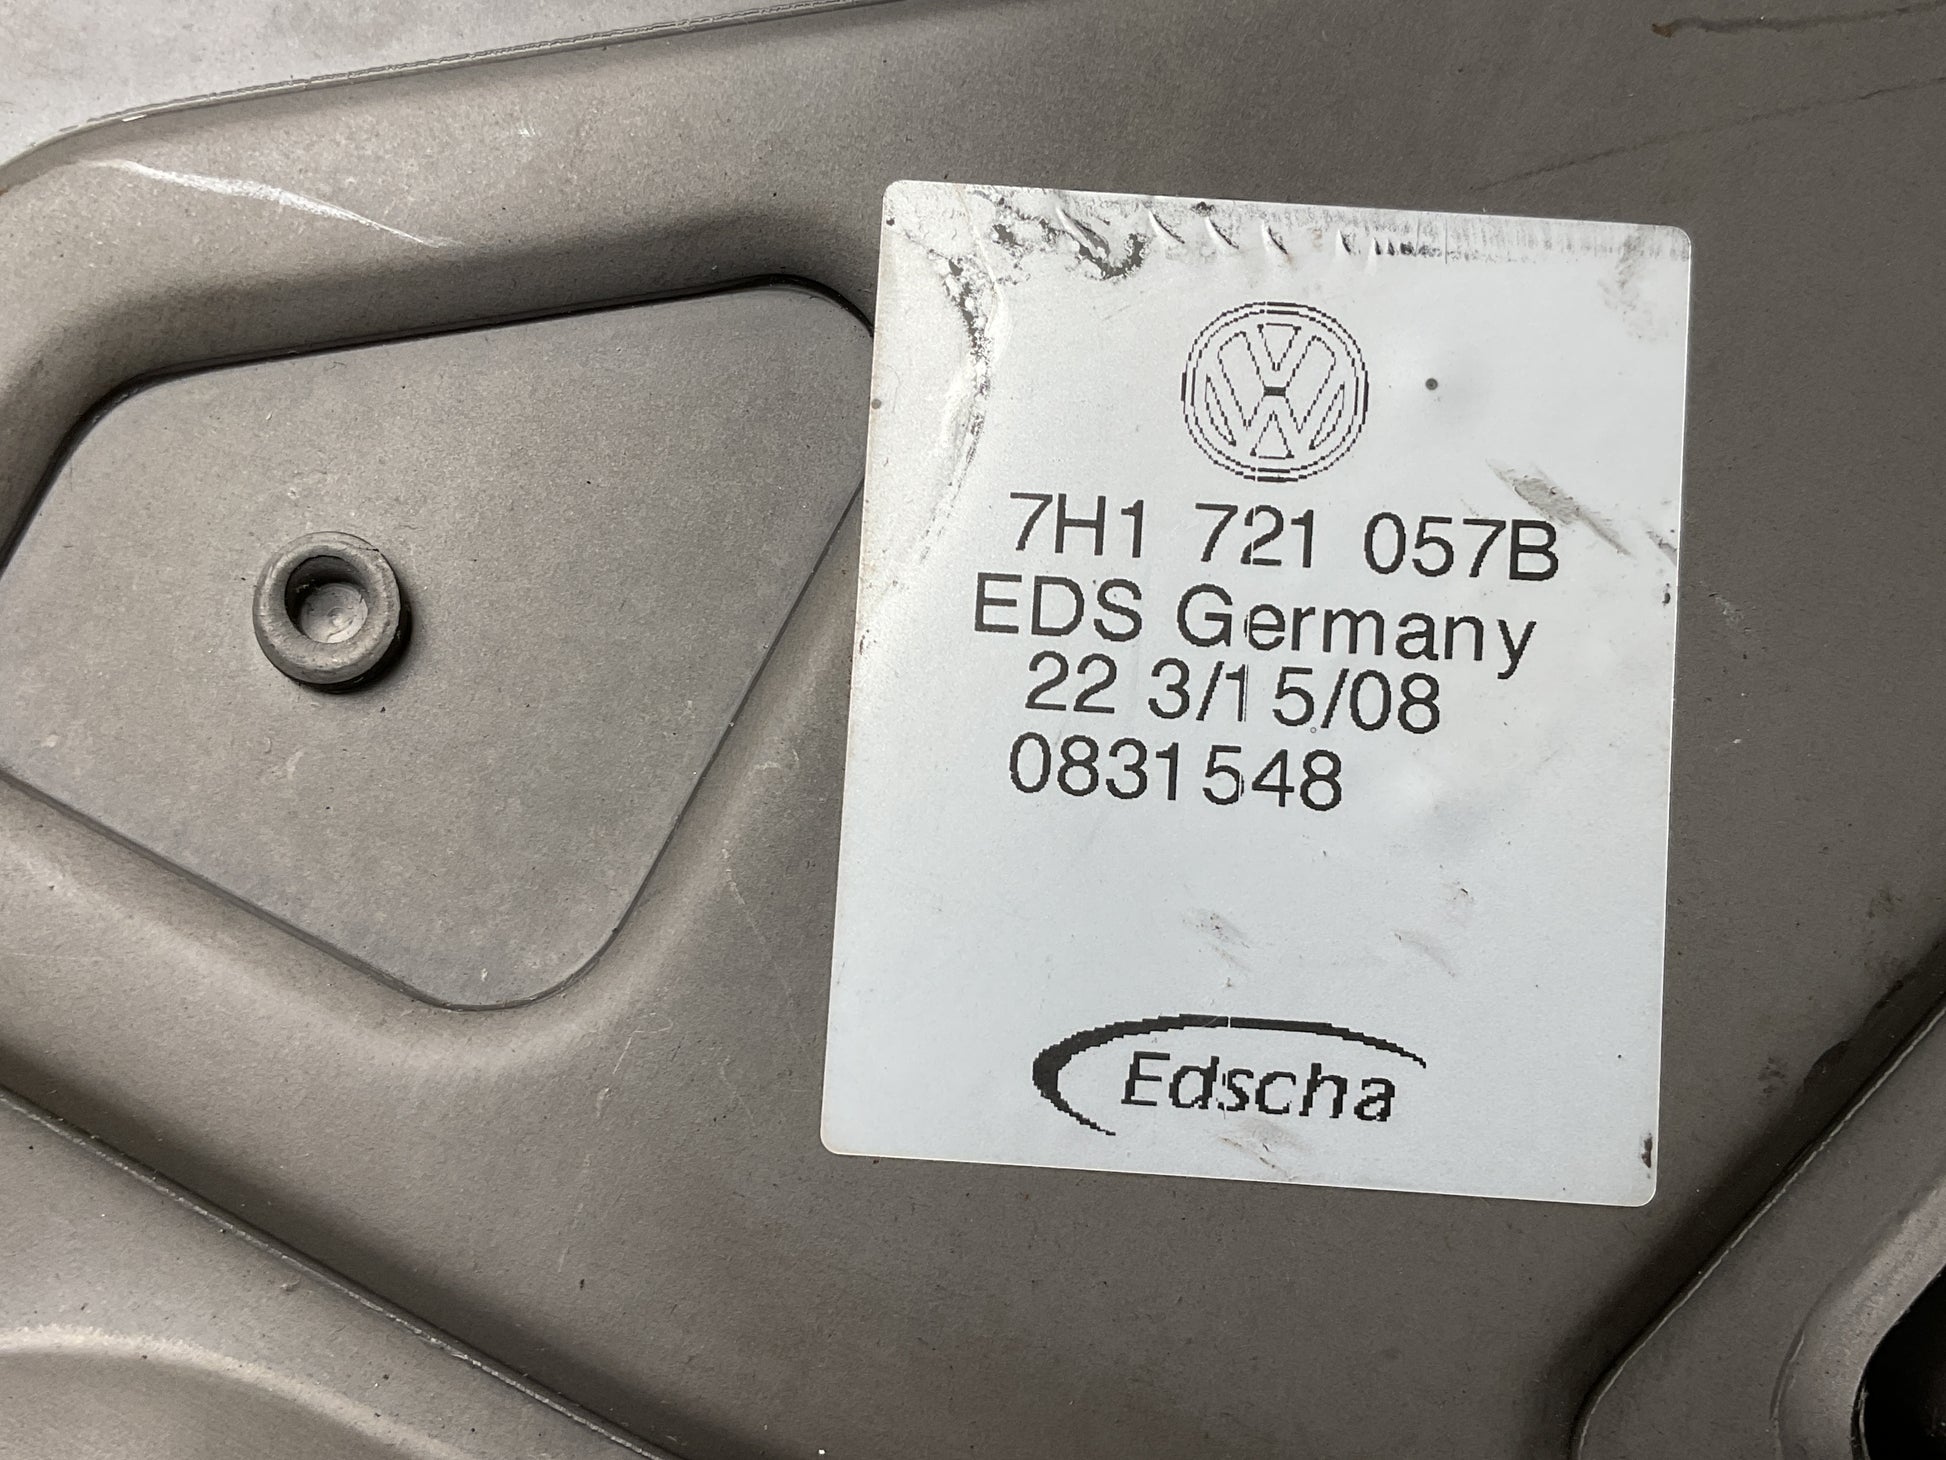 7H1 721 057B
EDS Germany
22 3/15/08
0831548
Edscha